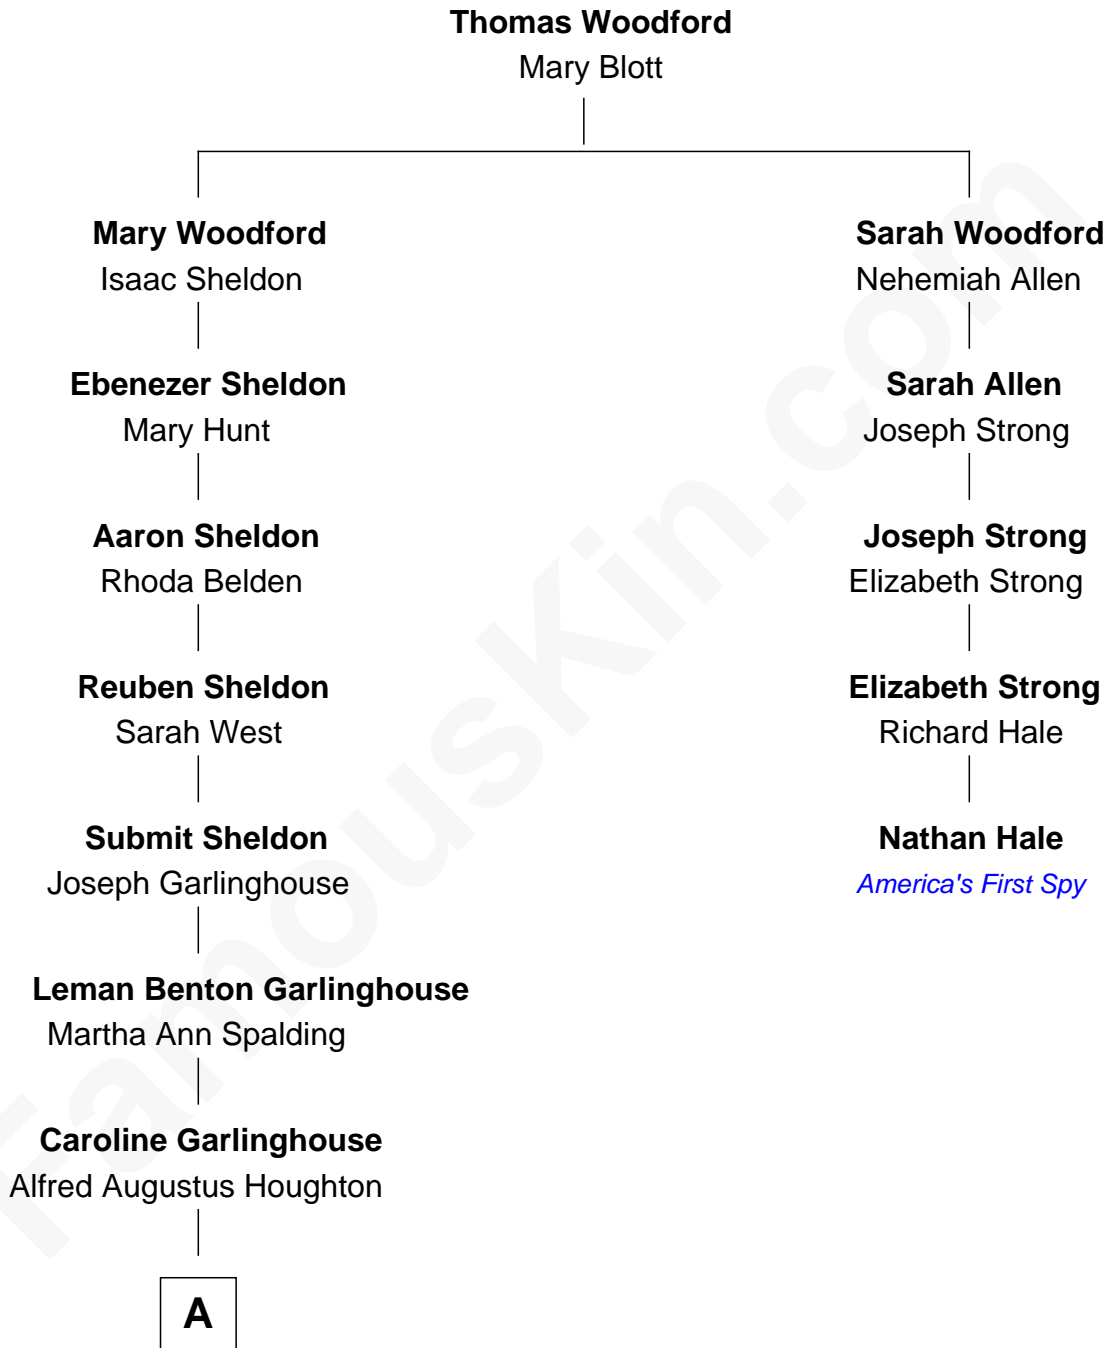 Thomas Woodford
Mary Blott
Mary Woodford
Isaac Sheldon
Sarah Woodford
Nehemiah Allen
Ebenezer Sheldon
Mary Hunt
Sarah Allen
Joseph Strong
Aaron Sheldon
Rhoda Belden
Joseph Strong
Elizabeth Strong
Reuben Sheldon
Sarah West
Elizabeth Strong
Richard Hale
Submit Sheldon
Joseph Garlinghouse
Nathan Hale
America's First Spy
Leman Benton Garlinghouse
Martha Ann Spalding
Caroline Garlinghouse
Alfred Augustus Houghton
A
FamousKin.com